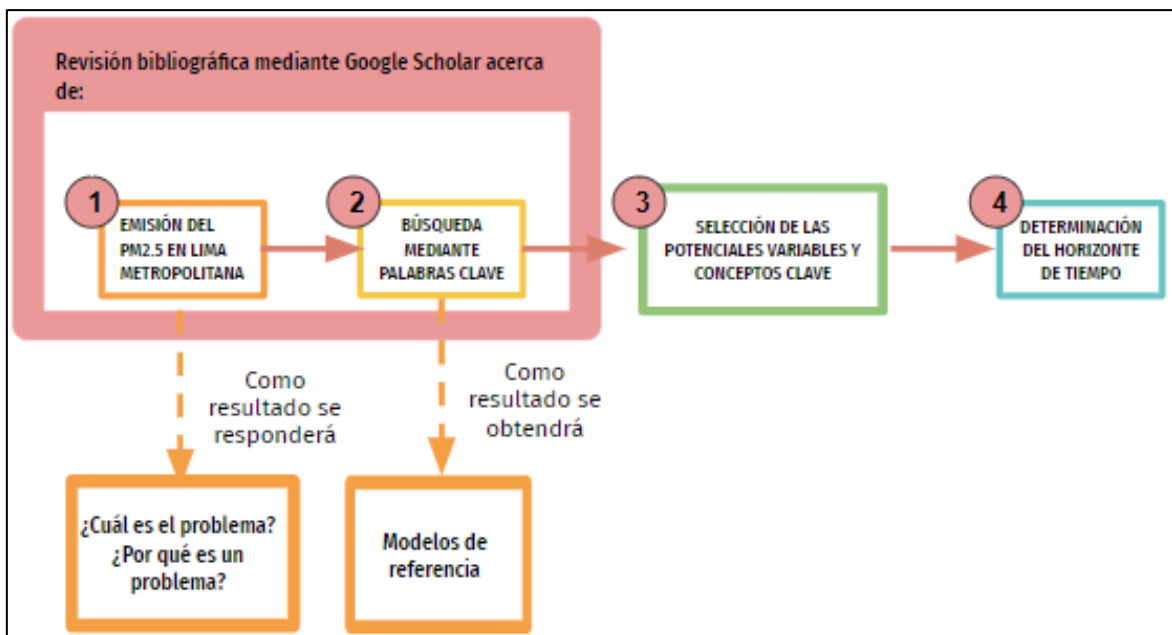 Revisión bibliográfica mediante Google Scholar acerca
de:
1
EMISIÓN DEL
PM2.5 EN LIMA
METROPOLITANA
2
BÚSQUEDA
MEDIANTE
PALABRAS CLAVE
3
SELECCIÓN DE LAS
POTENCIALES VARIABLES Y
CONCEPTOS CLAVE
4
DETERMINACIÓN
DEL HORIZONTE
DE TIEMPO
Como
resultado se
responderá
Como
resultado se
obtendrá
¿Cuál es el problema?
¿Por qué es un
problema?
Modelos de
referencia